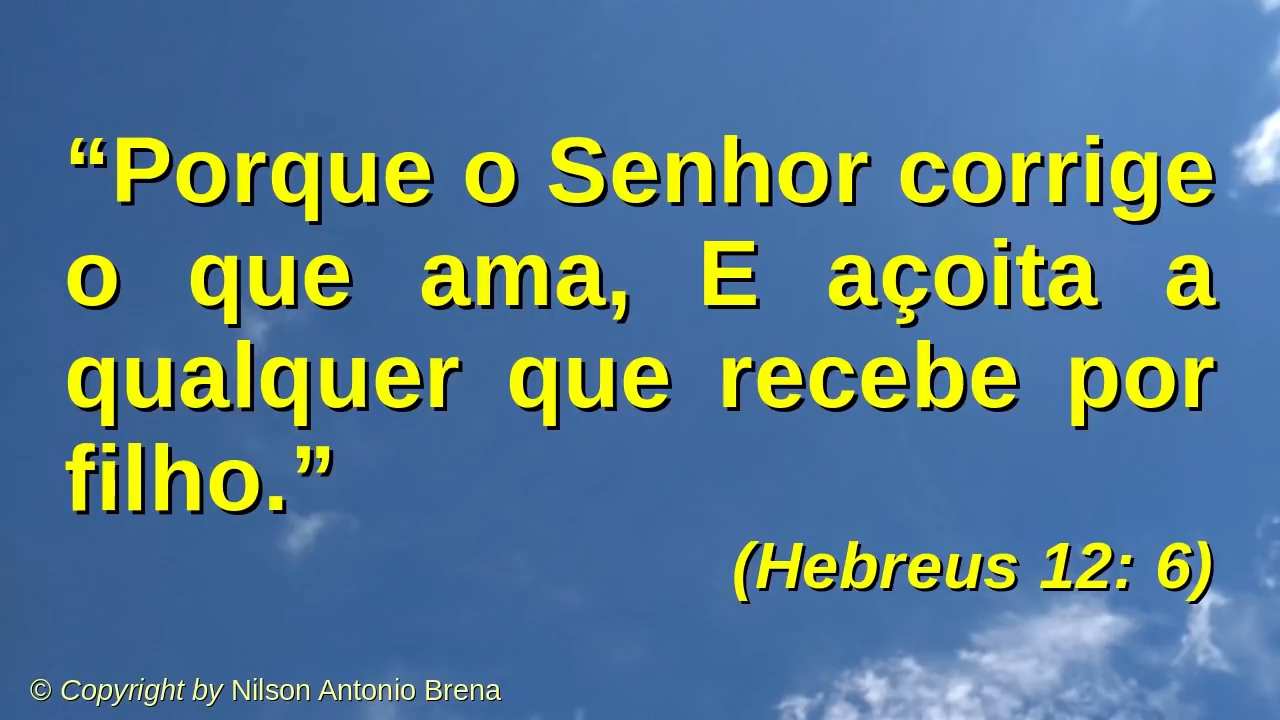 “Porque o Senhor corrige
o que ama, E açoita a
qualquer que recebe por
filho.”
(Hebreus 12: 6)
© Copyright by Nilson Antonio Brena